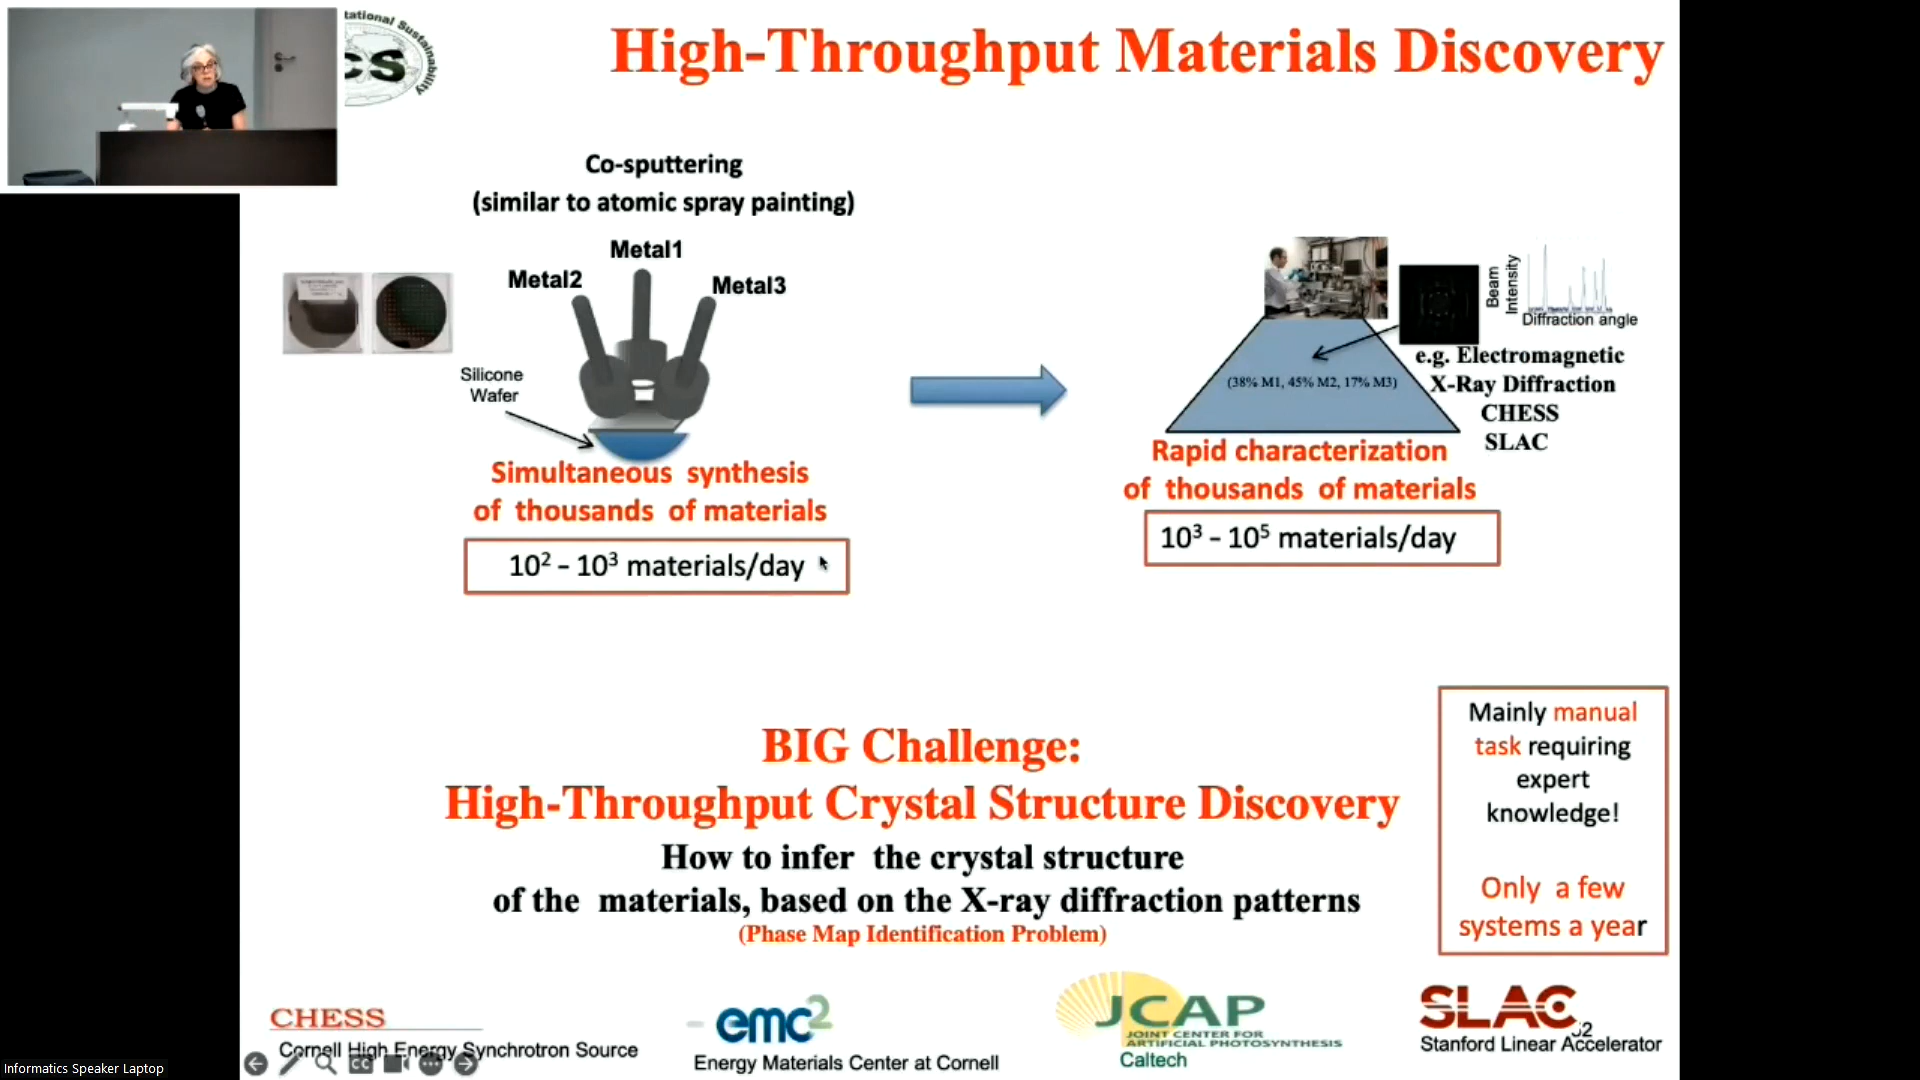 tational Sustainability
CS
High-Throughput Materials Discovery
Co-sputtering
(similar to atomic spray painting)
Metal1
Metal2
Metal3
Silicone
Wafer
Simultaneous synthesis
of thousands of materials
10² – 10³ materials/day
Beam
Intensity
Diffraction angle
e.g. Electromagnetic
X-Ray Diffraction
CHESS
SLAC
(38% M1, 45% M2, 17% M3)
Rapid characterization
of thousands of materials
10³ – 10⁵ materials/day
BIG Challenge:
High-Throughput Crystal Structure Discovery
How to infer the crystal structure
of the materials, based on the X-ray diffraction patterns
(Phase Map Identification Problem)
Mainly manual
task requiring
expert
knowledge!
Only a few
systems a year
CHESS
Cornell High Energy Synchrotron Source
emc2
Energy Materials Center at Cornell
JCAP
JOINT CENTER FOR
ARTIFICIAL PHOTOSYNTHESIS
Caltech
SLAC
Stanford Linear Accelerator
CC
Informatics Speaker Laptop